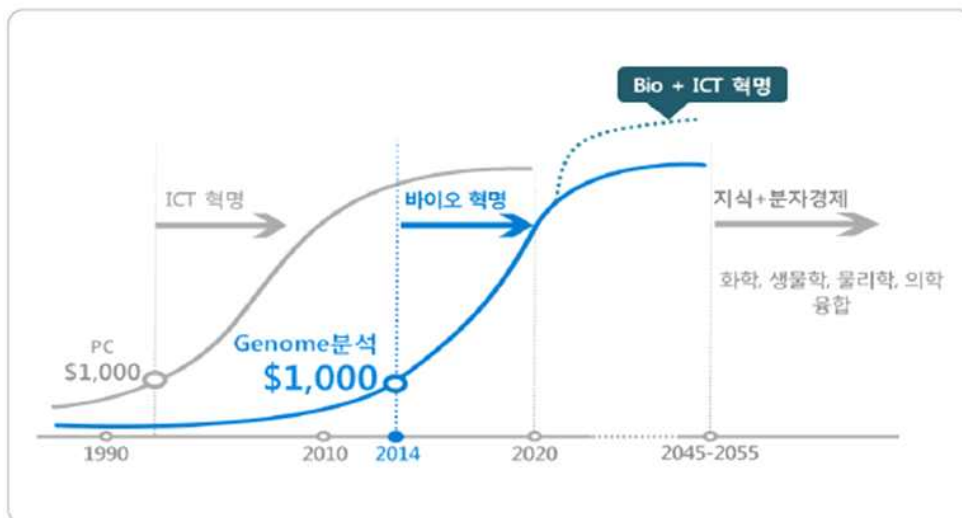 Bio + ICT 혁명
ICT 혁명
바이오 혁명
지식+분자경제
화학, 생물학, 물리학, 의학
융합
PC
$1,000
Genome분석
$1,000
1990
2010
2014
2020
2045-2055